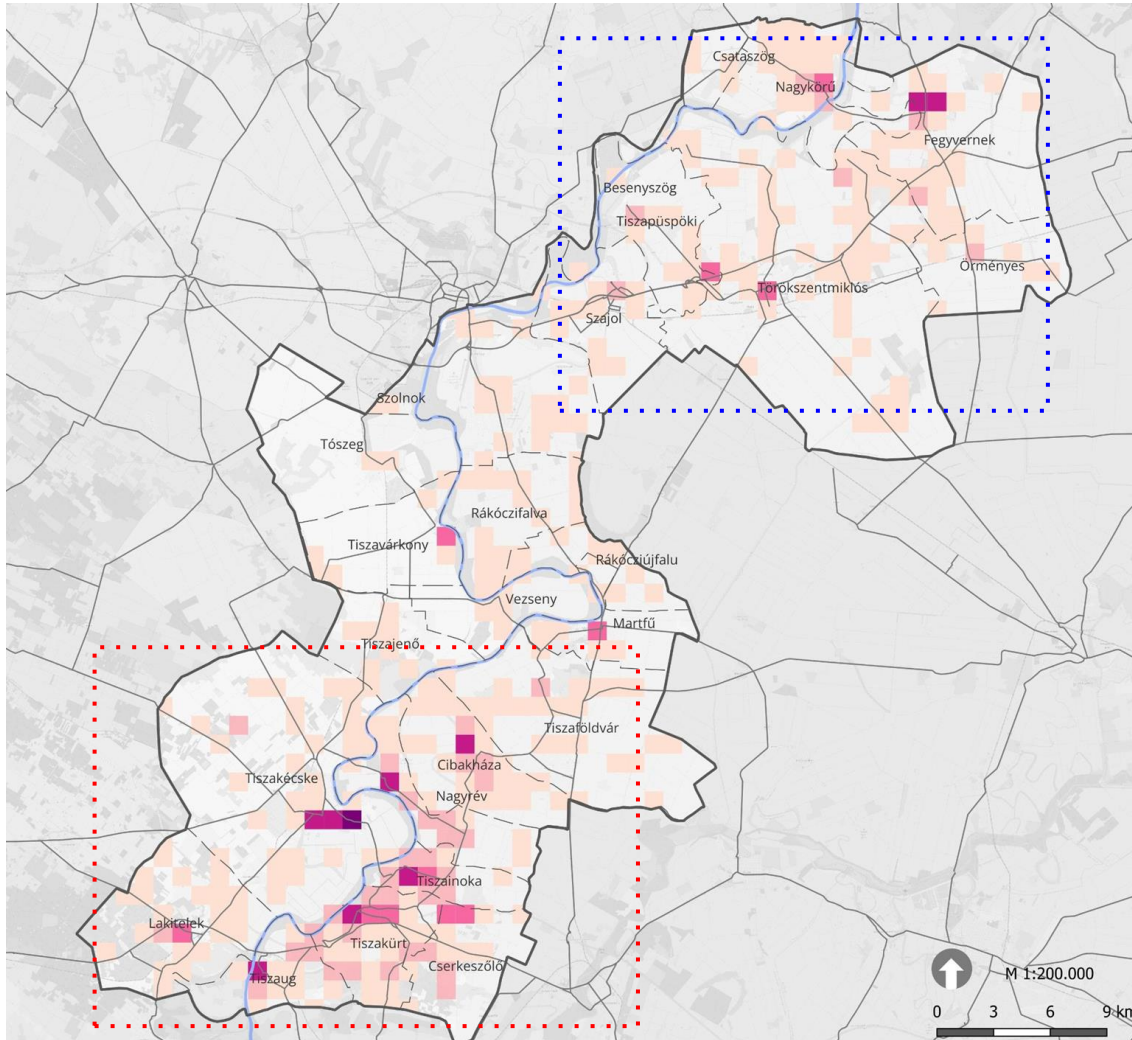 Csataszög
Nagykörű
Fegyvernek
Besenyszög
Tiszapüspöki
Örményes
Törökszentmiklós
Szajol
Szolnok
Tószeg
Rákóczifalva
Tiszavárkony
Rákócziújfalu
Vezseny
Martfű
Tiszajenő
Tiszaföldvár
Cibakháza
Tiszakécske
Nagyrév
Tiszainoka
Lakitelek
Tiszakürt
Cserkeszőlő
Tiszaug
M 1:200.000
0 3 6 9 km